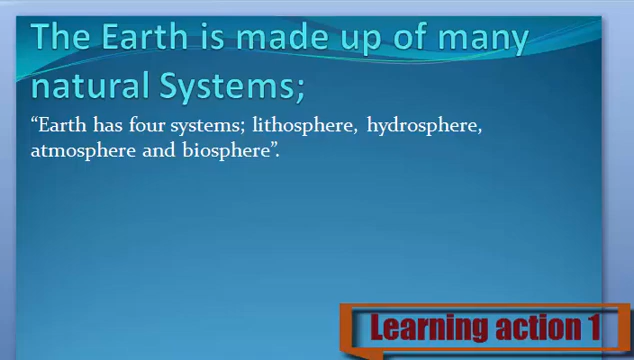 The Earth is made up of many
natural Systems;
“Earth has four systems; lithosphere, hydrosphere,
atmosphere and biosphere”.
Learning action 1